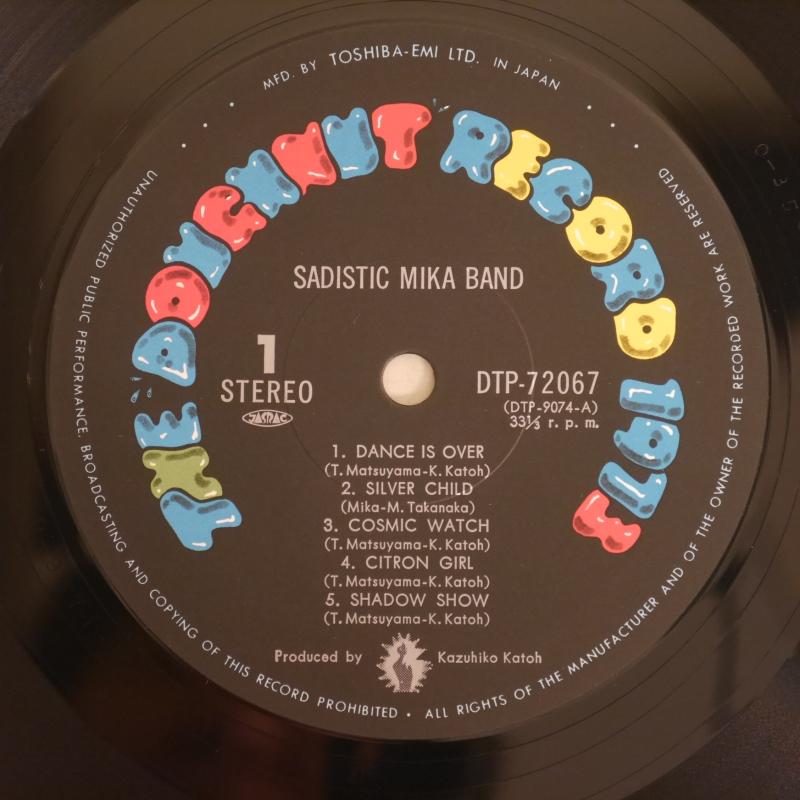 MFD. BY TOSHIBA-EMI LTD. IN JAPAN
THE DOUGHNUT RECORD 1973
SADISTIC MIKA BAND
1
STEREO
JASRAC
DTP-72067
(DTP-9074-A)
33⅓ r. p. m.
1. DANCE IS OVER
(T. Matsuyama-K. Katoh)
2. SILVER CHILD
(Mika-M. Takanaka)
3. COSMIC WATCH
(T. Matsuyama-K. Katoh)
4. CITRON GIRL
(T. Matsuyama-K. Katoh)
5. SHADOW SHOW
(T. Matsuyama-K. Katoh)
Produced by Kazuhiko Katoh
UNAUTHORIZED PUBLIC PERFORMANCE, BROADCASTING AND COPYING OF THIS RECORD PROHIBITED • ALL RIGHTS OF THE MANUFACTURER AND OF THE OWNER OF THE RECORDED WORK ARE RESERVED